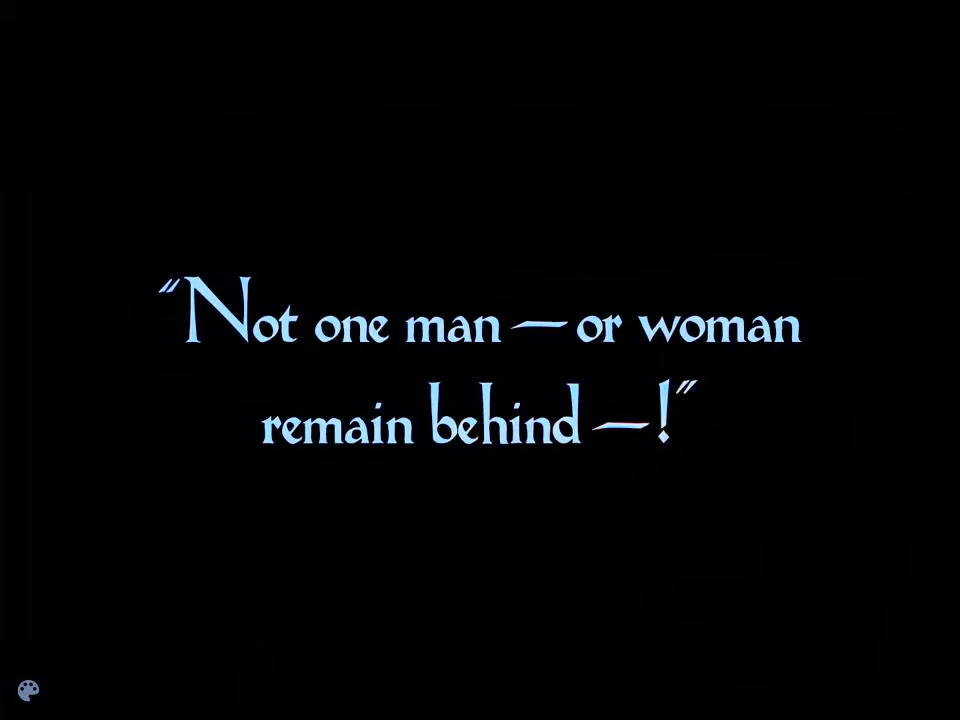 "Not one man — or woman
remain behind — !"